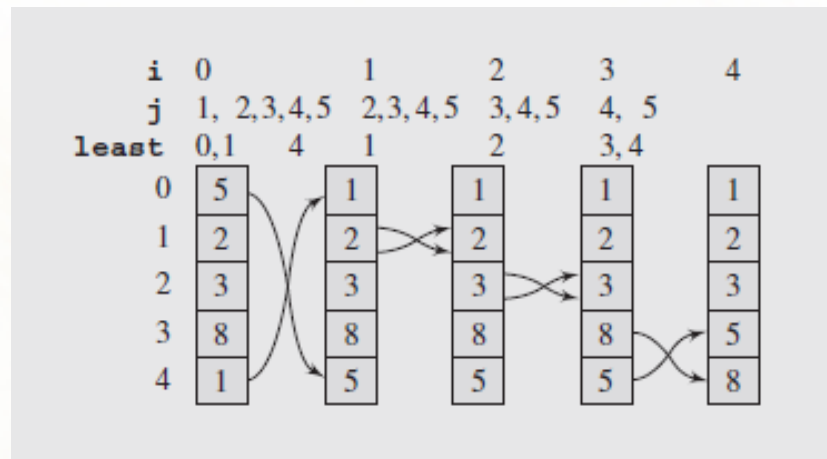 i 0 1 2 3 4
j 1, 2,3,4,5 2,3,4,5 3,4,5 4, 5
least 0,1 4 1 2 3,4
0 5 1 1 1 1
1 2 2 2 2 2
2 3 3 3 3 3
3 8 8 8 8 5
4 1 5 5 5 8